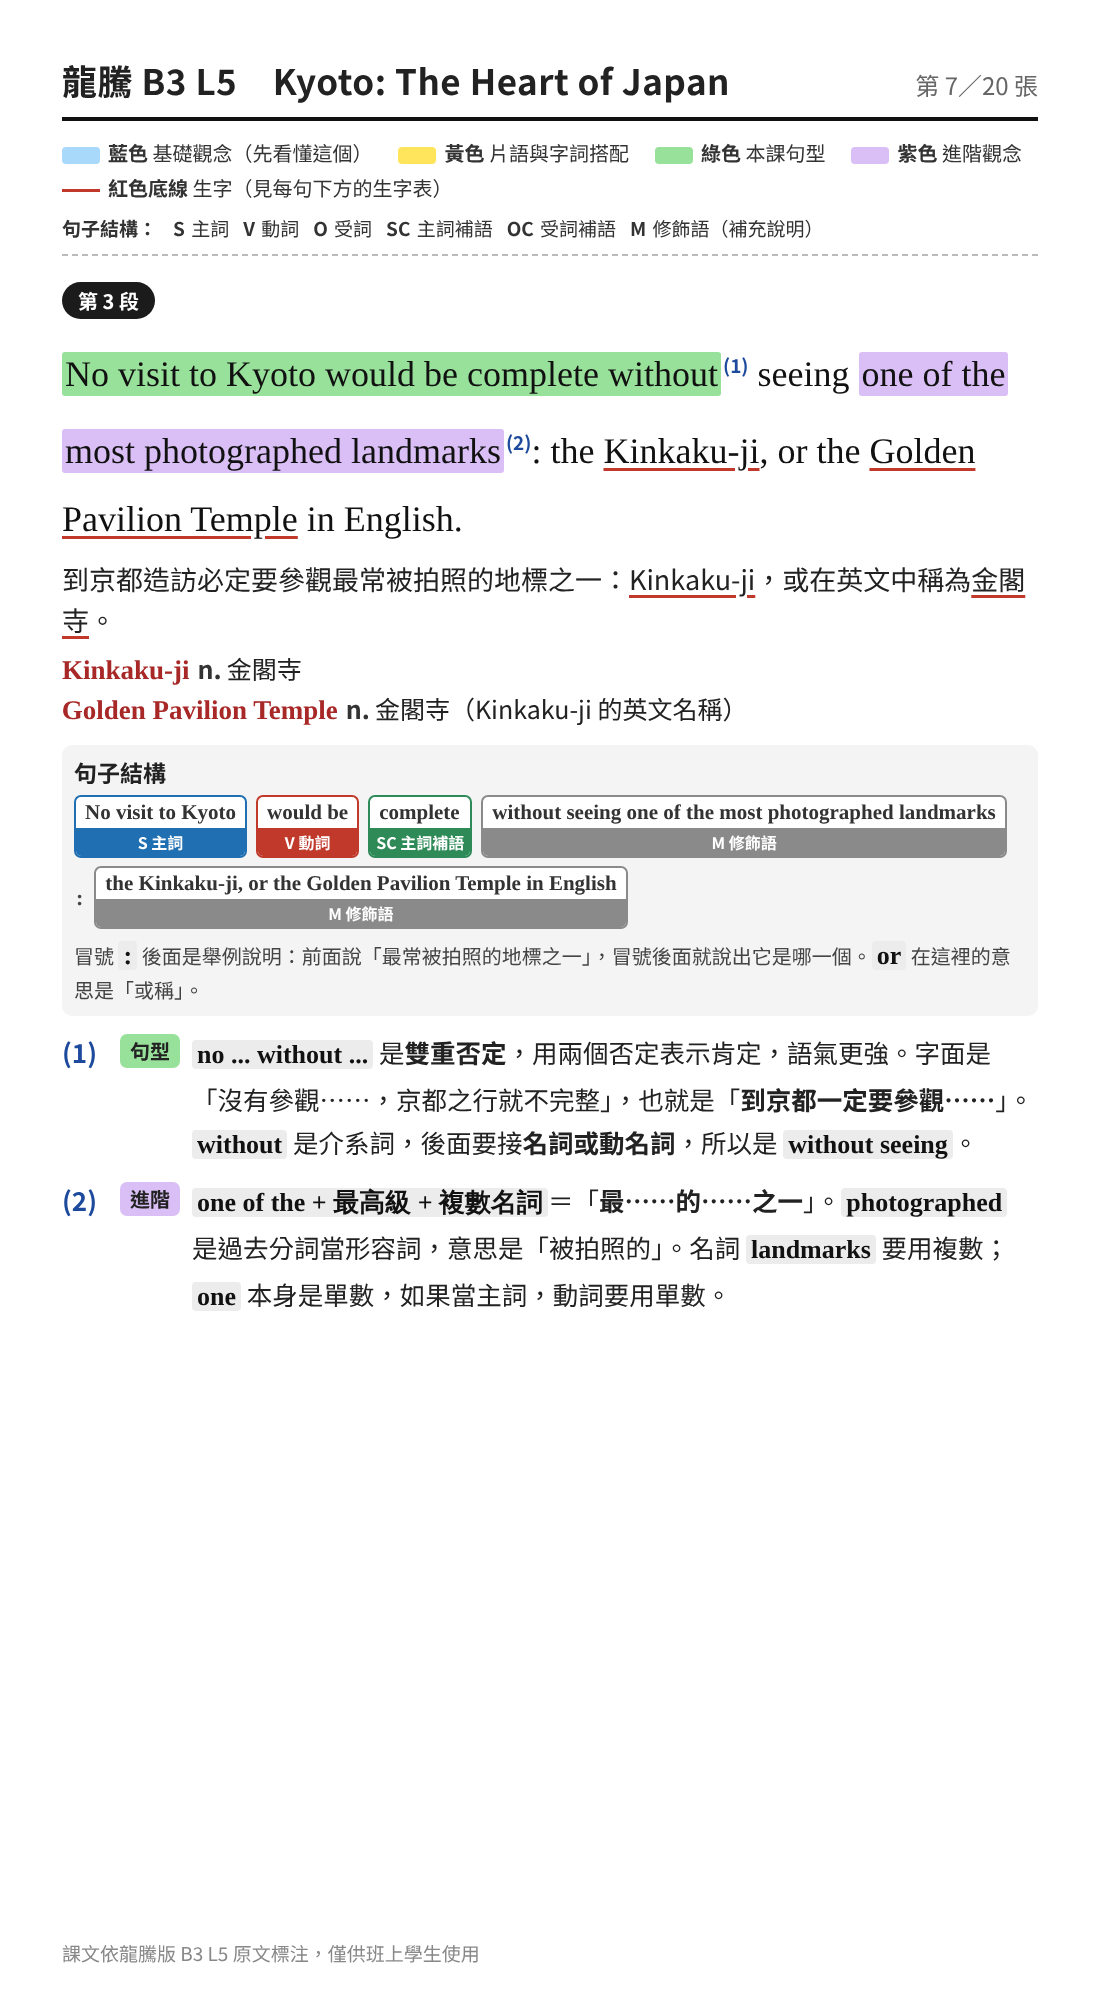 龍騰 B3 L5　Kyoto: The Heart of Japan　第 7／20 張
藍色 基礎觀念（先看懂這個）　黃色 片語與字詞搭配　綠色 本課句型　紫色 進階觀念
紅色底線 生字（見每句下方的生字表）
句子結構： S 主詞 V 動詞 O 受詞 SC 主詞補語 OC 受詞補語 M 修飾語（補充說明）
第 3 段
No visit to Kyoto would be complete without(1) seeing one of the
most photographed landmarks(2): the Kinkaku-ji, or the Golden
Pavilion Temple in English.
到京都造訪必定要參觀最常被拍照的地標之一：Kinkaku-ji，或在英文中稱為金閣
寺。
Kinkaku-ji n. 金閣寺
Golden Pavilion Temple n. 金閣寺（Kinkaku-ji 的英文名稱）
句子結構
No visit to Kyoto would be complete without seeing one of the most photographed landmarks
S 主詞 V 動詞 SC 主詞補語 M 修飾語
: the Kinkaku-ji, or the Golden Pavilion Temple in English
M 修飾語
冒號 : 後面是舉例說明：前面說「最常被拍照的地標之一」，冒號後面就說出它是哪一個。or 在這裡的意
思是「或稱」。
(1) 句型 no ... without ... 是雙重否定，用兩個否定表示肯定，語氣更強。字面是
「沒有參觀⋯⋯，京都之行就不完整」，也就是「到京都一定要參觀⋯⋯」。
without 是介系詞，後面要接名詞或動名詞，所以是 without seeing。
(2) 進階 one of the + 最高級 + 複數名詞＝「最⋯⋯的⋯⋯之一」。photographed
是過去分詞當形容詞，意思是「被拍照的」。名詞 landmarks 要用複數；
one 本身是單數，如果當主詞，動詞要用單數。
課文依龍騰版 B3 L5 原文標注，僅供班上學生使用